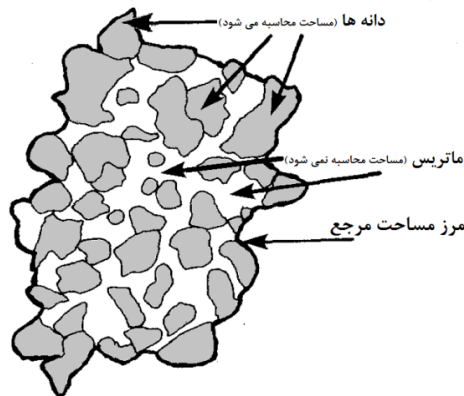 دانه ها (مساحت محاسبه می شود)
ماتریس (مساحت محاسبه نمی شود)
مرز مساحت مرجع